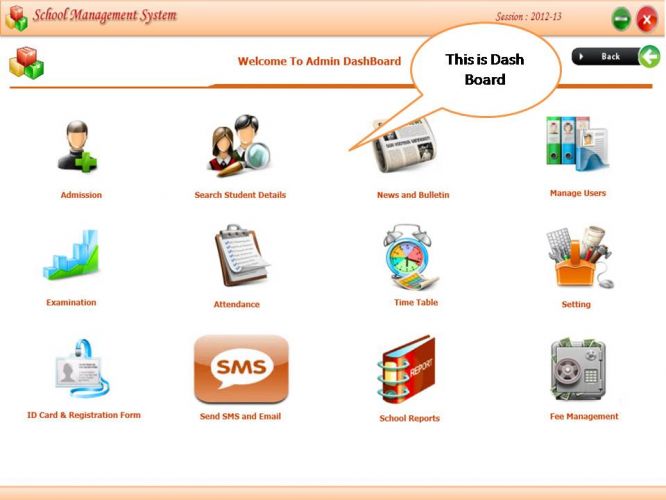 School Management System
Session : 2012-13
Welcome To Admin DashBoard
This is Dash
Board
Back
Admission
Search Student Details
News and Bulletin
Manage Users
Examination
Attendance
Time Table
Setting
SMS
REPORT
ID Card & Registration Form
Send SMS and Email
School Reports
Fee Management